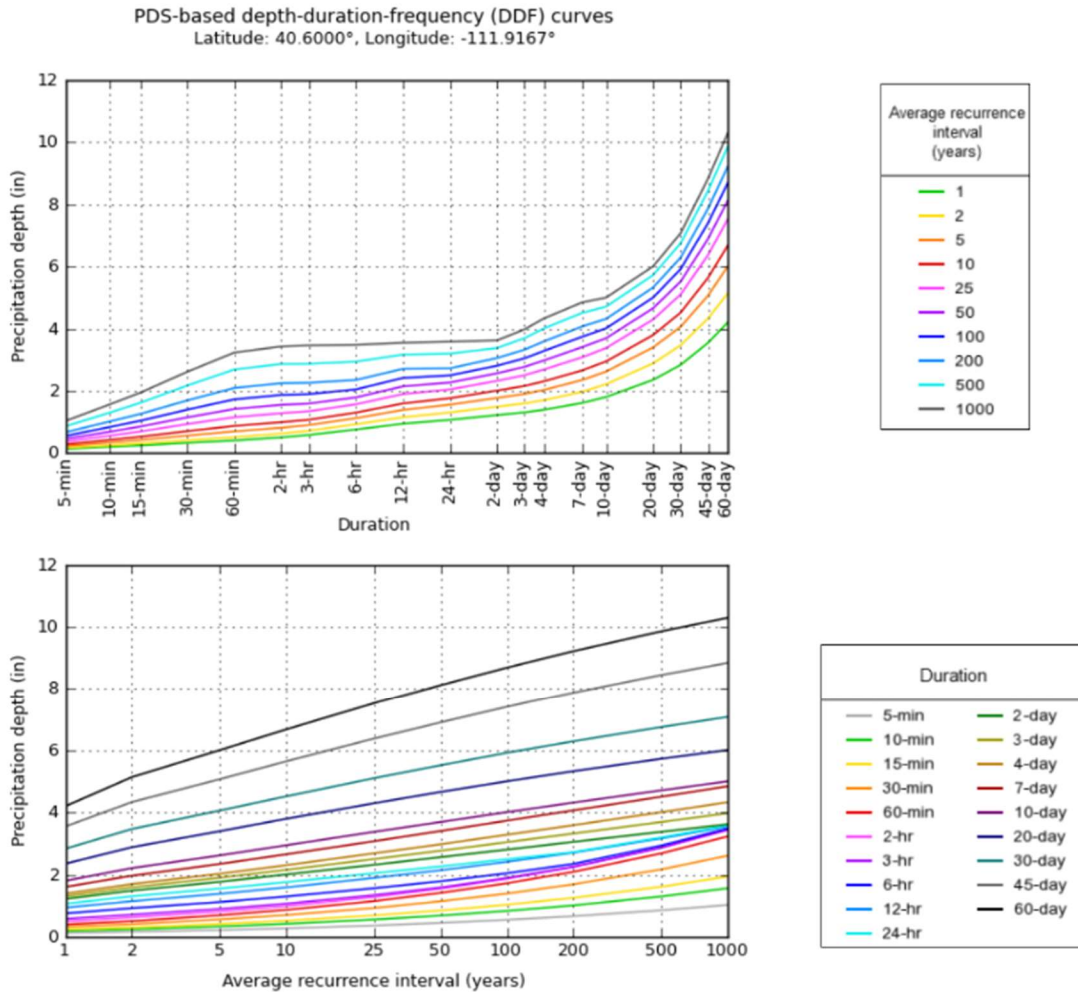 PDS-based depth-duration-frequency (DDF) curves
Latitude: 40.6000°, Longitude: -111.9167°
12
10
8
6
4
2
0
Precipitation depth (in)
5-min
10-min
15-min
30-min
60-min
2-hr
3-hr
6-hr
12-hr
24-hr
2-day
3-day
4-day
7-day
10-day
20-day
30-day
45-day
60-day
Duration
Average recurrence
interval
(years)
1
2
5
10
25
50
100
200
500
1000
12
10
8
6
4
2
0
Precipitation depth (in)
1 2 5 10 25 50 100 200 500 1000
Average recurrence interval (years)
Duration
5-min 2-day
10-min 3-day
15-min 4-day
30-min 7-day
60-min 10-day
2-hr 20-day
3-hr 30-day
6-hr 45-day
12-hr 60-day
24-hr